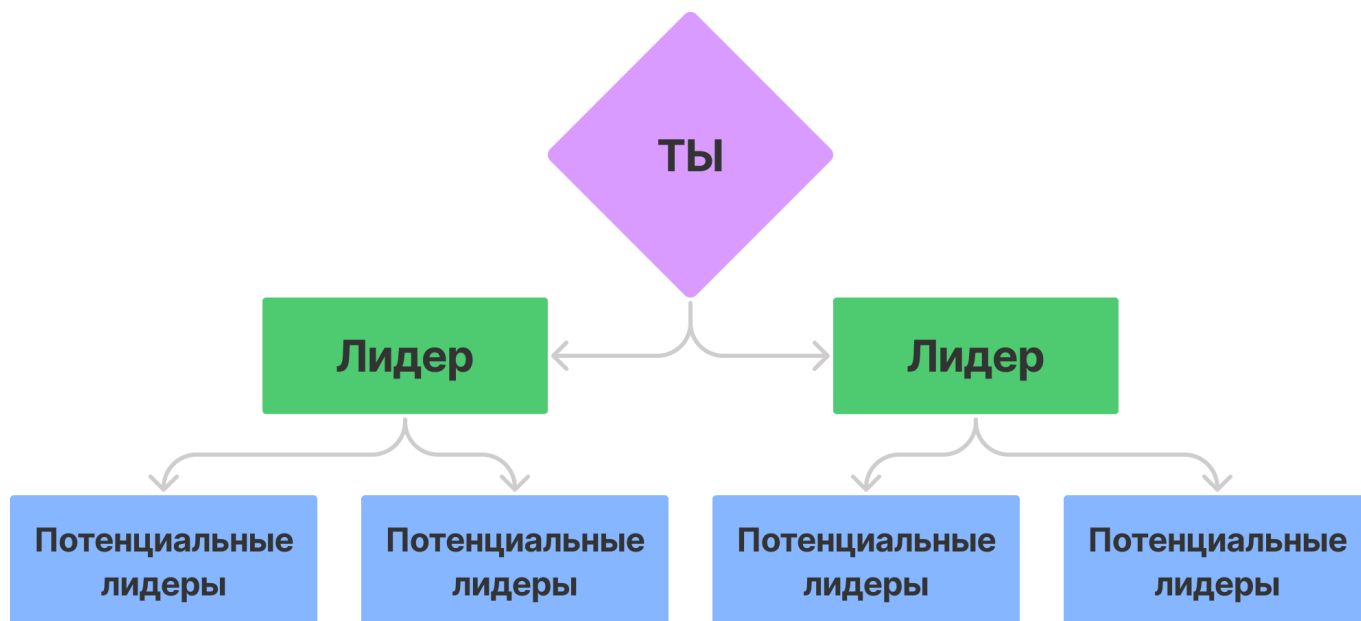 ТЫ
Лидер
Лидер
Потенциальные
лидеры
Потенциальные
лидеры
Потенциальные
лидеры
Потенциальные
лидеры